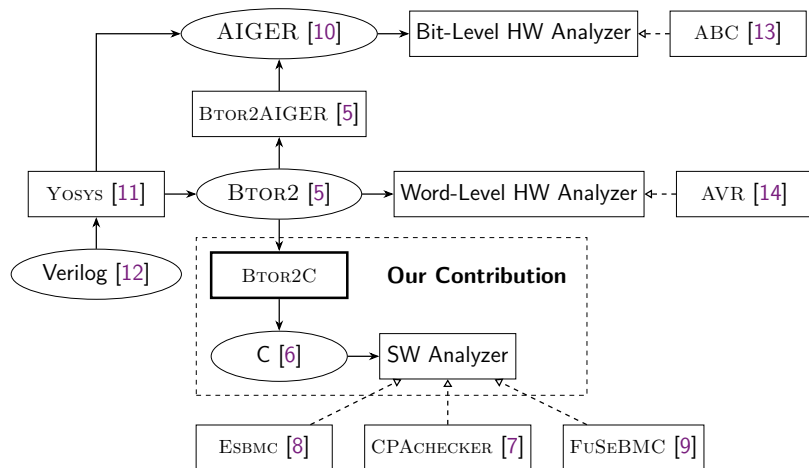 AIGER [10]
Bit-Level HW Analyzer
ABC [13]
BTOR2AIGER [5]
YOSYS [11]
BTOR2 [5]
Word-Level HW Analyzer
AVR [14]
Verilog [12]
BTOR2C
Our Contribution
C [6]
SW Analyzer
ESBMC [8]
CPACHECKER [7]
FUSEBMC [9]